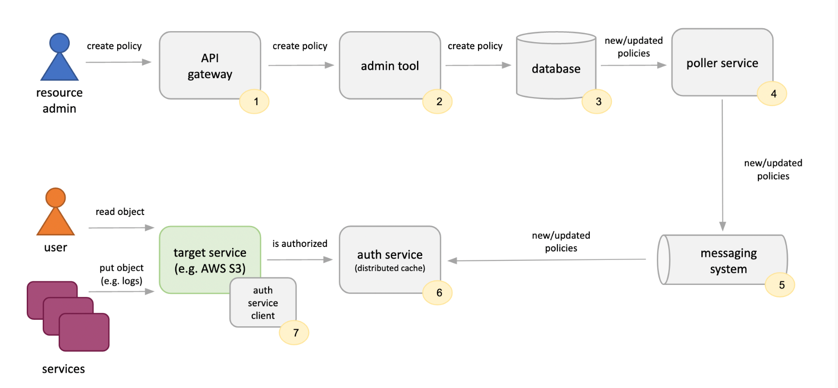 create policy
create policy
create policy
new/updated
policies
API
gateway
admin tool
database
poller service
resource
admin
1
2
3
4
new/updated
policies
read object
is authorized
new/updated
policies
user
target service
(e.g. AWS S3)
auth service
(distributed cache)
messaging
system
put object
(e.g. logs)
auth
service
client
5
6
7
services